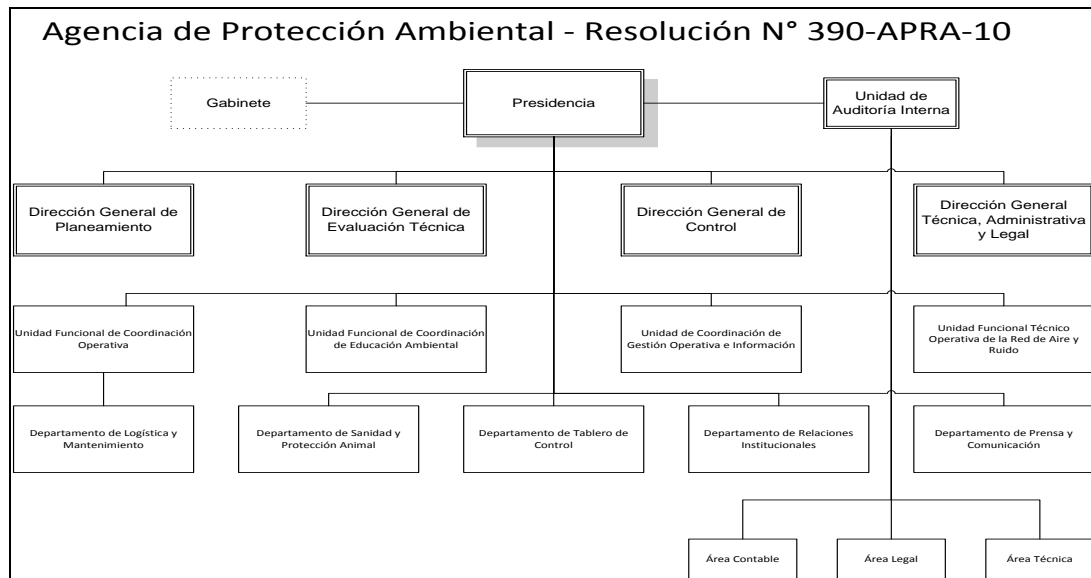 Agencia de Protección Ambiental - Resolución N° 390-APRA-10
Gabinete
Presidencia
Unidad de
Auditoría Interna
Dirección General de
Planeamiento
Dirección General de
Evaluación Técnica
Dirección General de
Control
Dirección General
Técnica, Administrativa
y Legal
Unidad Funcional de Coordinación
Operativa
Unidad Funcional de Coordinación
de Educación Ambiental
Unidad de Coordinación de
Gestión Operativa e Información
Unidad Funcional Técnico
Operativa de la Red de Aire y
Ruido
Departamento de Logística y
Mantenimiento
Departamento de Sanidad y
Protección Animal
Departamento de Tablero de
Control
Departamento de Relaciones
Institucionales
Departamento de Prensa y
Comunicación
Área Contable
Área Legal
Área Técnica